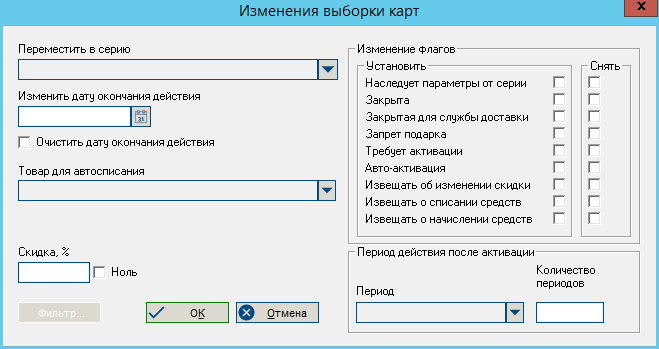 Изменения выборки карт
x
Переместить в серию
Изменить дату окончания действия
31
Очистить дату окончания действия
Товар для автосписания
Скидка, %
Ноль
Фильтр...
ОК
Отмена
Изменение флагов
Установить
Снять
Наследует параметры от серии
Закрыта
Закрытая для службы доставки
Запрет подарка
Требует активации
Авто-активация
Извещать об изменении скидки
Извещать о списании средств
Извещать о начислении средств
Период действия после активации
Период
Количество
периодов